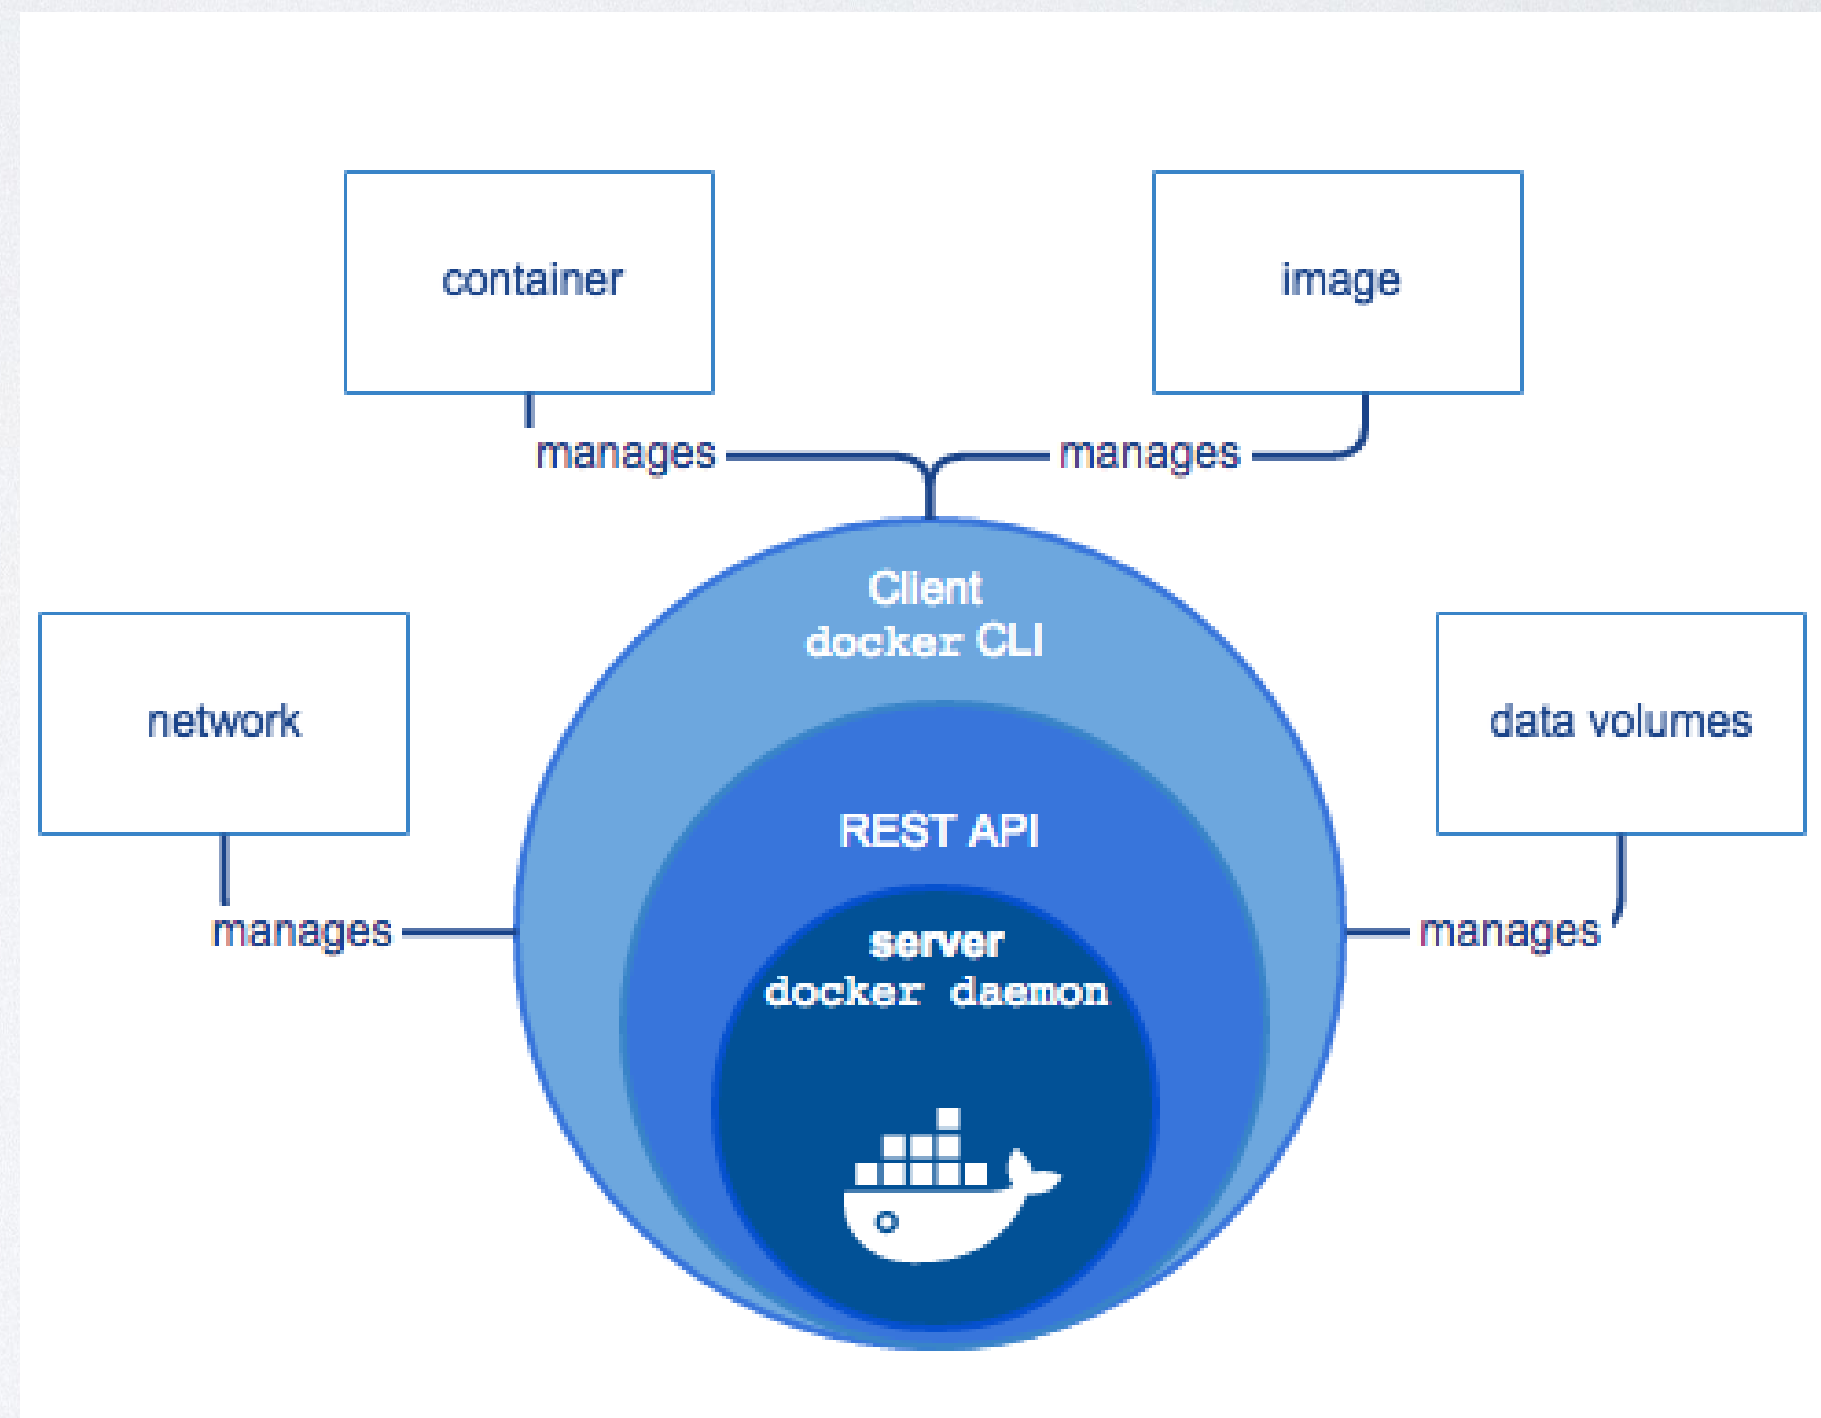 container
image
manages
manages
Client
docker CLI
network
data volumes
REST API
manages
manages
server
docker daemon